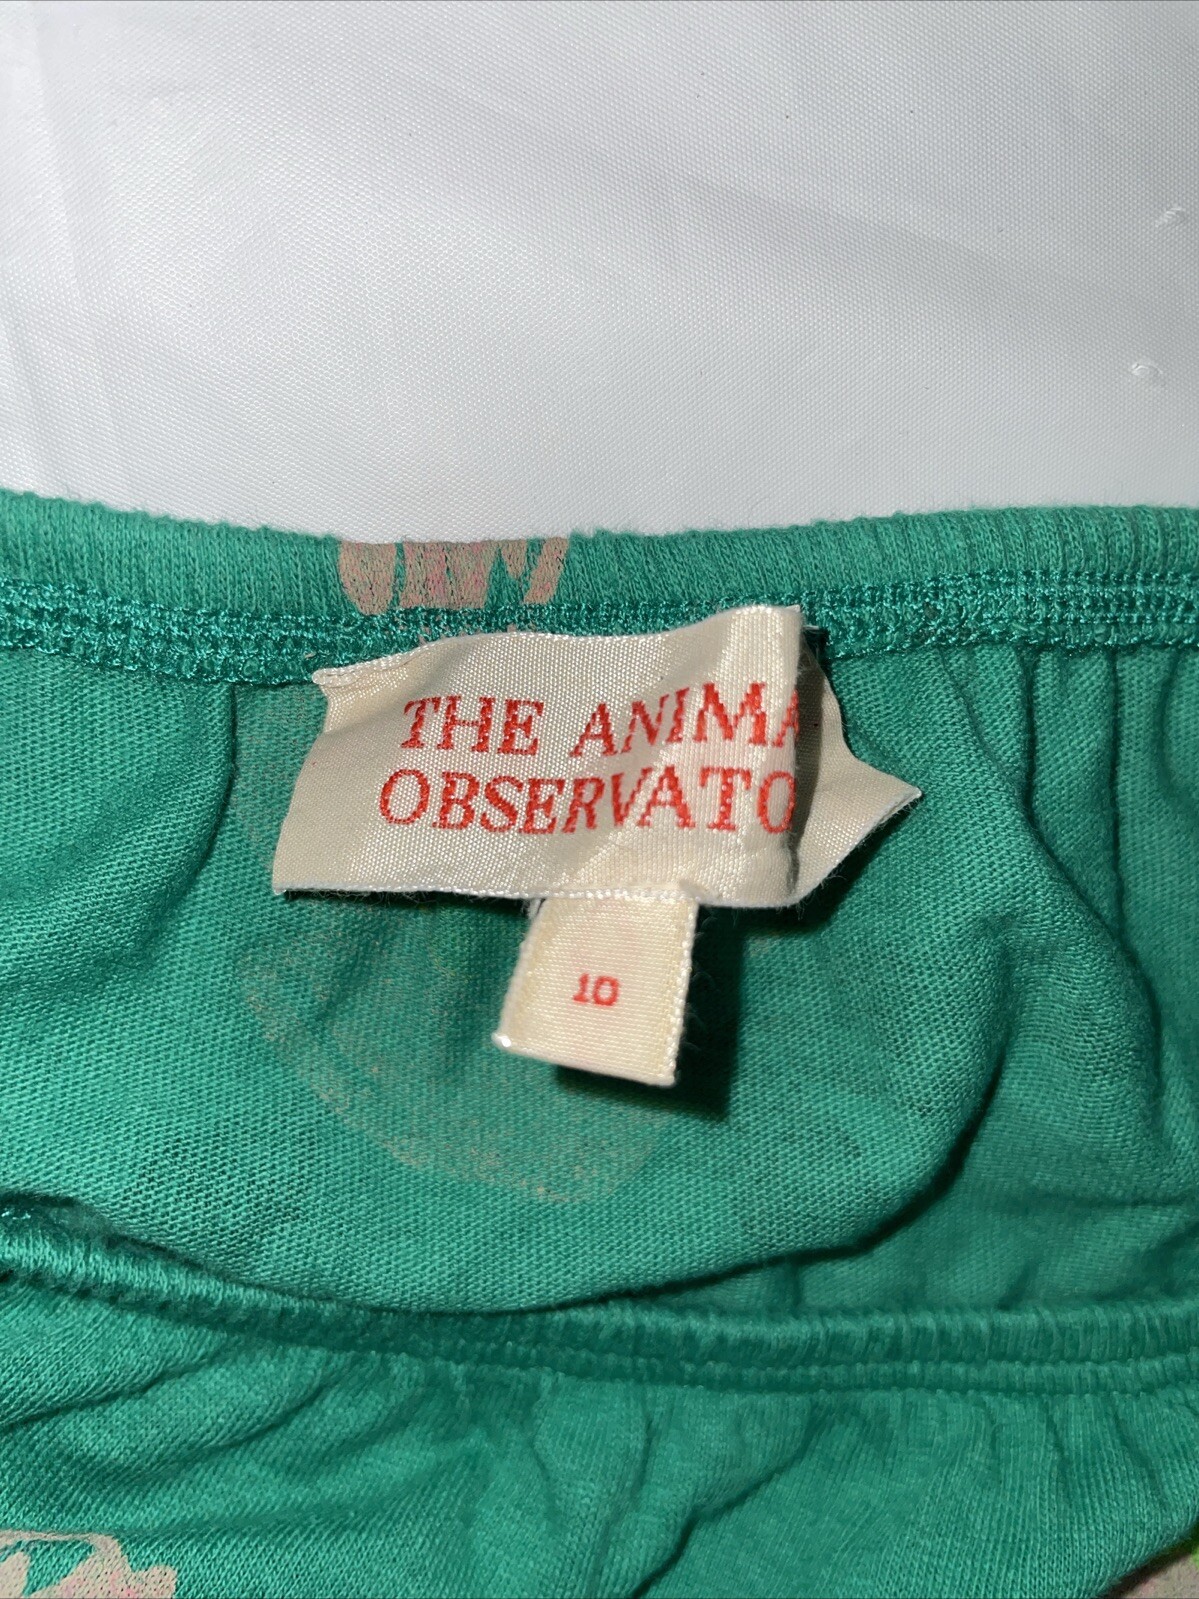 THE ANIMA
OBSERVATO
10